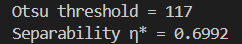 Otsu threshold = 117
Separability η* = 0.6992